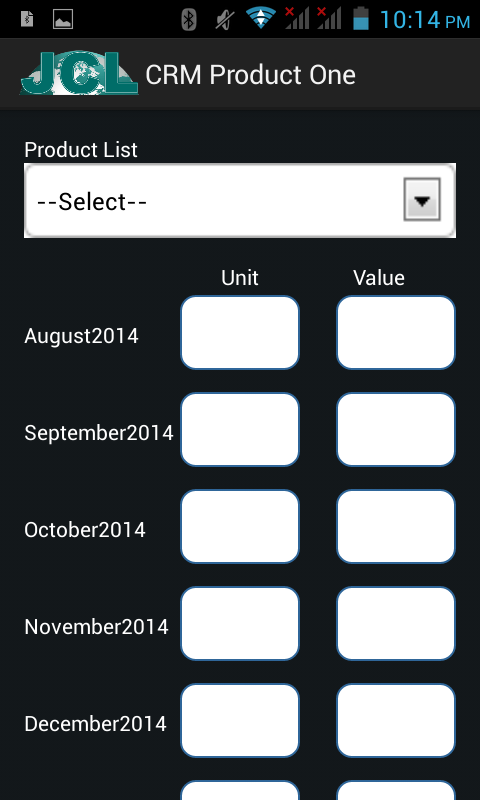 10:14 PM
JCL CRM Product One
Product List
--Select--
Unit Value
August2014
September2014
October2014
November2014
December2014